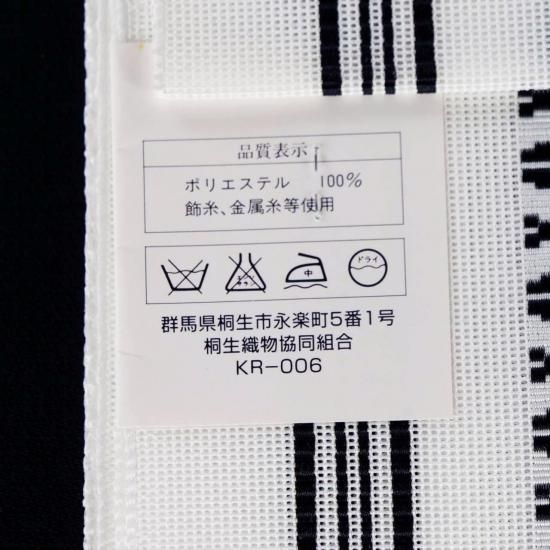 品質表示
ポリエステル 100%
飾糸、金属糸等使用
中 ドライ
群馬県桐生市永楽町5番1号
桐生織物協同組合
KR-006